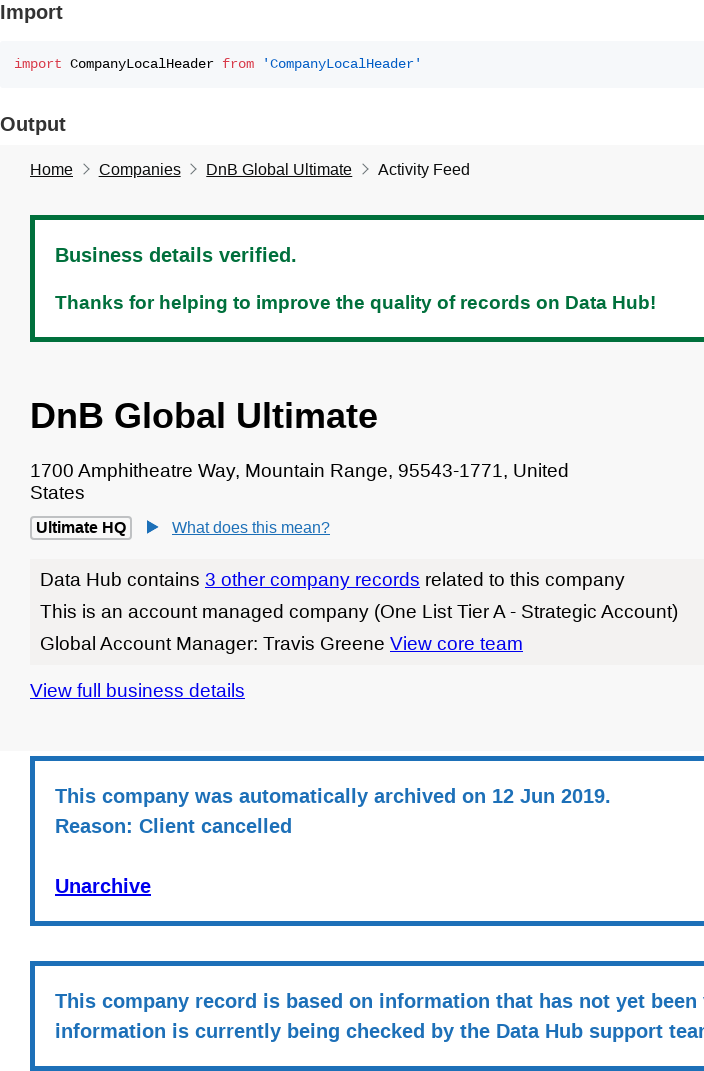 Import
import CompanyLocalHeader from 'CompanyLocalHeader'
Output
Home > Companies > DnB Global Ultimate > Activity Feed
Business details verified.
Thanks for helping to improve the quality of records on Data Hub!
DnB Global Ultimate
1700 Amphitheatre Way, Mountain Range, 95543-1771, United
States
Ultimate HQ What does this mean?
Data Hub contains 3 other company records related to this company
This is an account managed company (One List Tier A - Strategic Account)
Global Account Manager: Travis Greene View core team
View full business details
This company was automatically archived on 12 Jun 2019.
Reason: Client cancelled
Unarchive
This company record is based on information that has not yet been
information is currently being checked by the Data Hub support